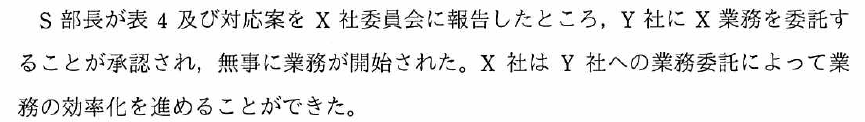 S 部長が表 4 及び対応案を X 社委員会に報告したところ，Y 社に X 業務を委託す
ることが承認され，無事に業務が開始された。X 社は Y 社への業務委託によって業
務の効率化を進めることができた。